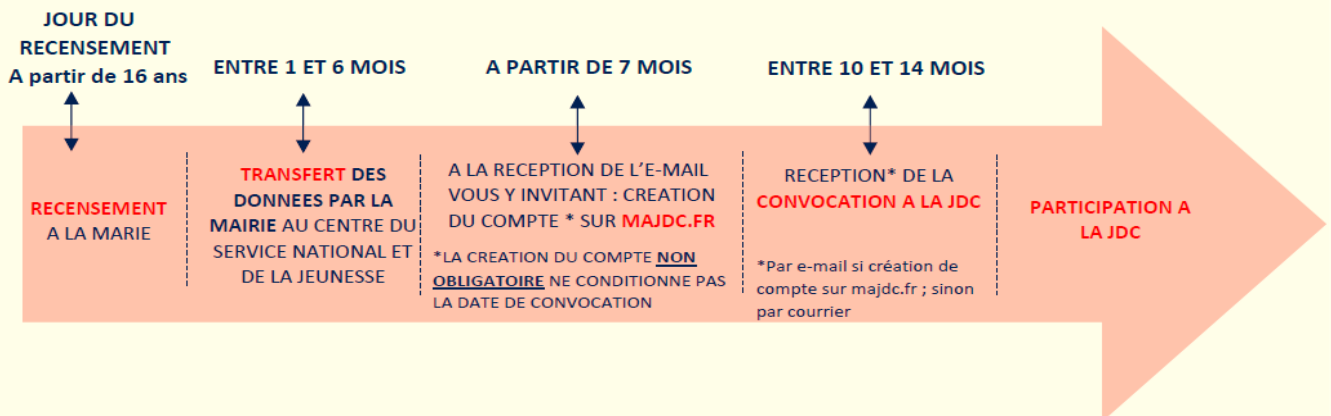 JOUR DU
RECENSEMENT
A partir de 16 ans
ENTRE 1 ET 6 MOIS
A PARTIR DE 7 MOIS
ENTRE 10 ET 14 MOIS
RECENSEMENT
A LA MARIE
TRANSFERT DES
DONNEES PAR LA
MAIRIE AU CENTRE DU
SERVICE NATIONAL ET
DE LA JEUNESSE
A LA RECEPTION DE L'E-MAIL
VOUS Y INVITANT : CREATION
DU COMPTE * SUR MAJDC.FR
*LA CREATION DU COMPTE NON
OBLIGATOIRE NE CONDITIONNE PAS
LA DATE DE CONVOCATION
RECEPTION* DE LA
CONVOCATION A LA JDC
*Par e-mail si création de
compte sur majdc.fr ; sinon
par courrier
PARTICIPATION A
LA JDC